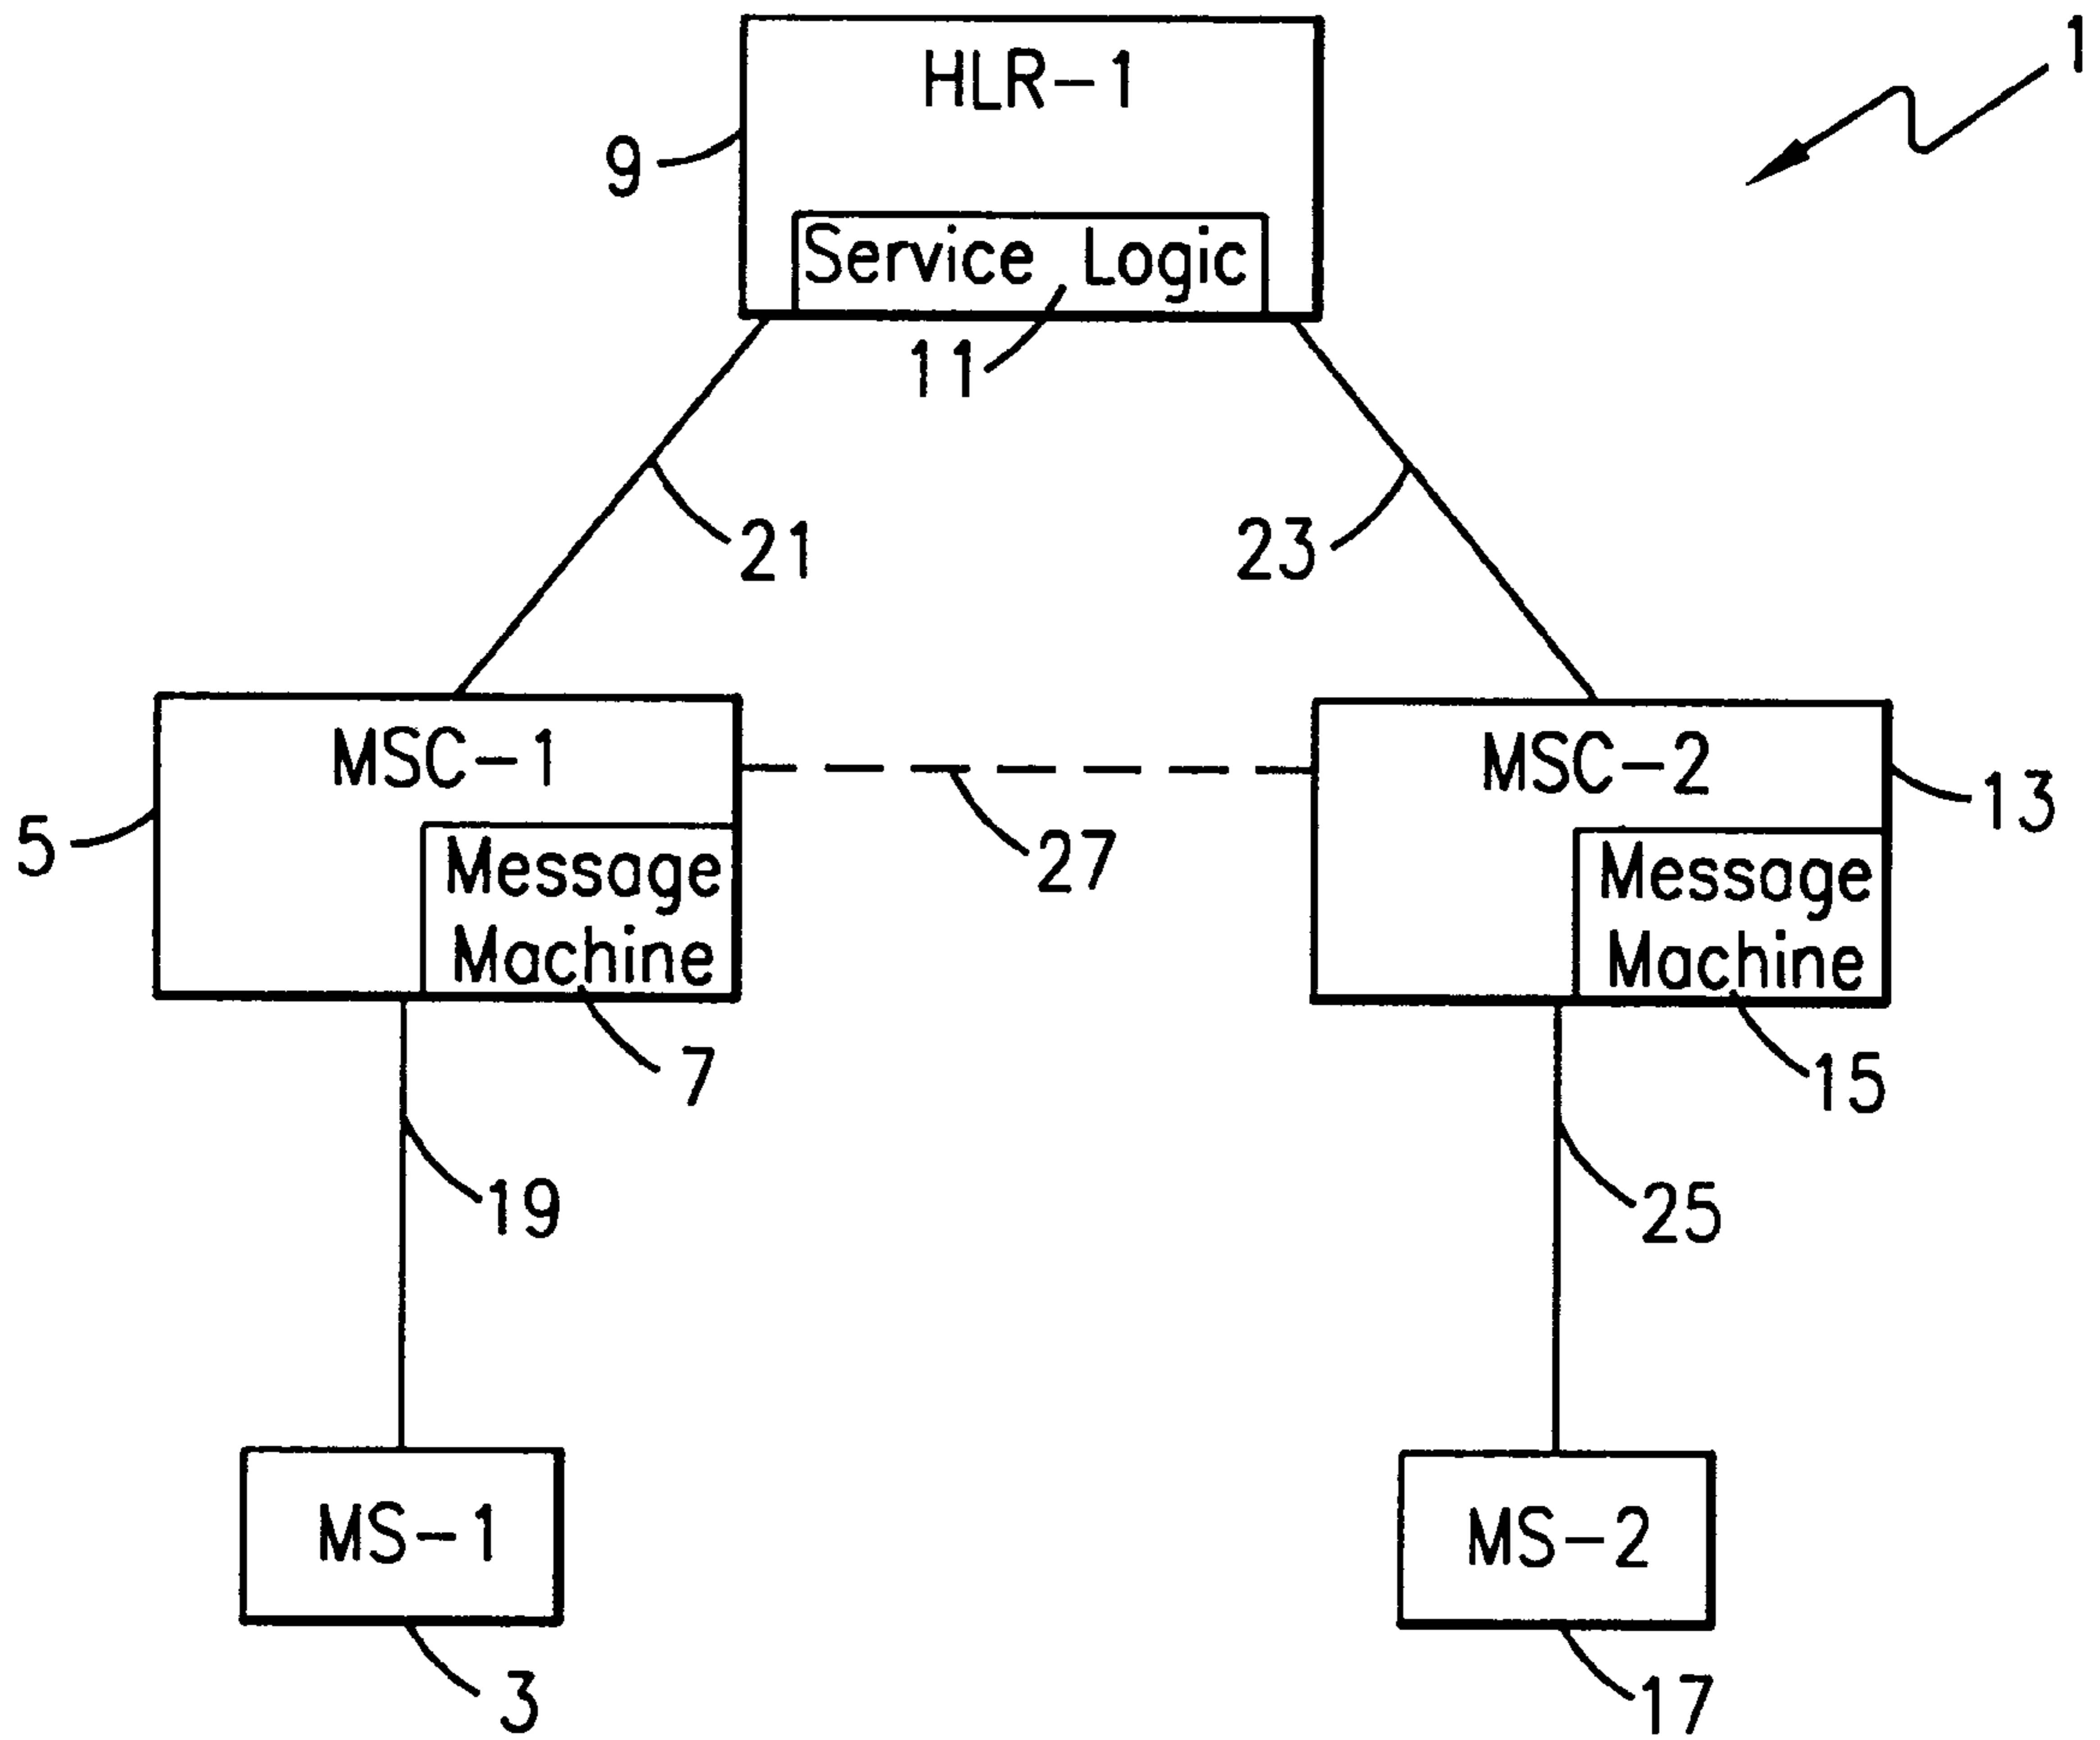 1
HLR-1
9
Service Logic
11
21
23
MSC-1
MSC-2
13
5
27
Message
Machine
Message
Machine
7
15
19
25
MS-1
MS-2
3
17